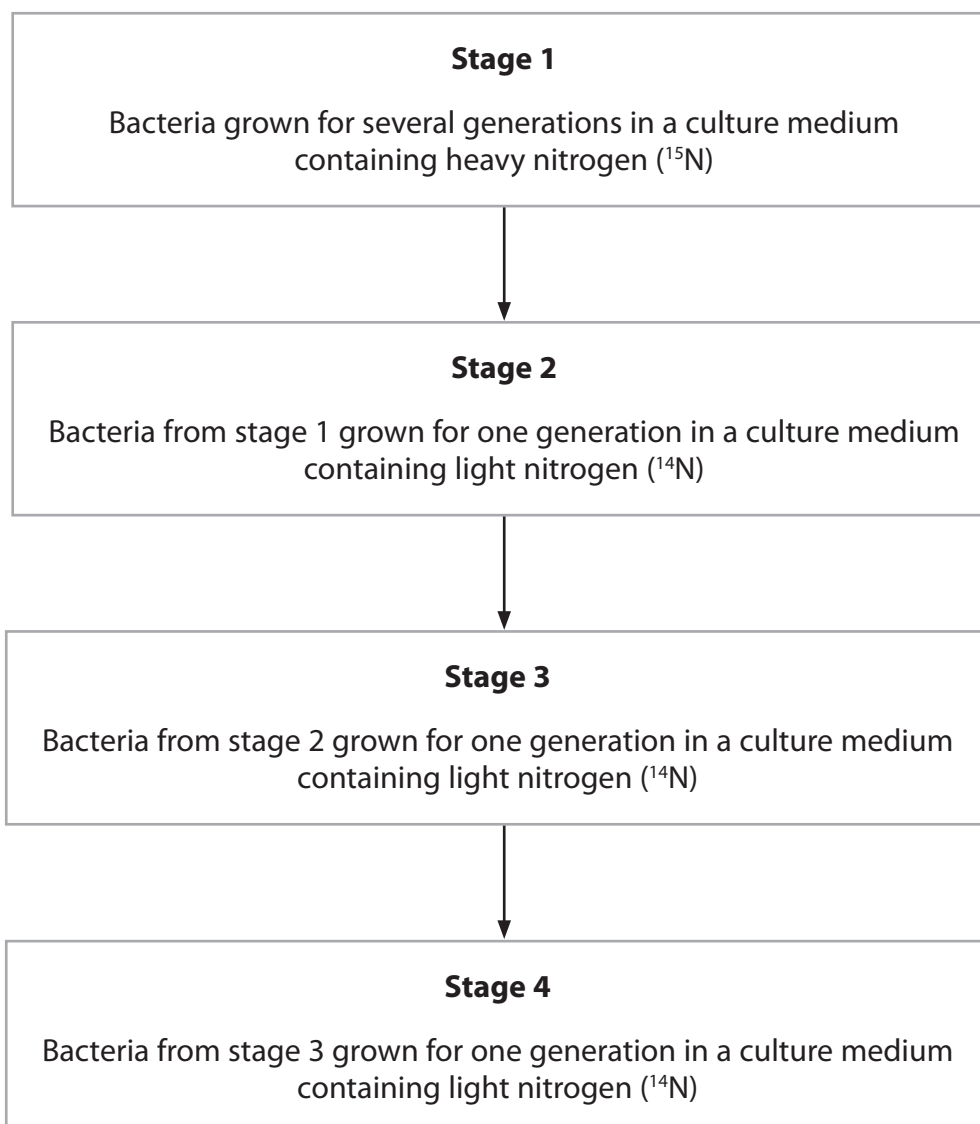 Stage 1
Bacteria grown for several generations in a culture medium
containing heavy nitrogen (¹⁵N)
Stage 2
Bacteria from stage 1 grown for one generation in a culture medium
containing light nitrogen (¹⁴N)
Stage 3
Bacteria from stage 2 grown for one generation in a culture medium
containing light nitrogen (¹⁴N)
Stage 4
Bacteria from stage 3 grown for one generation in a culture medium
containing light nitrogen (¹⁴N)